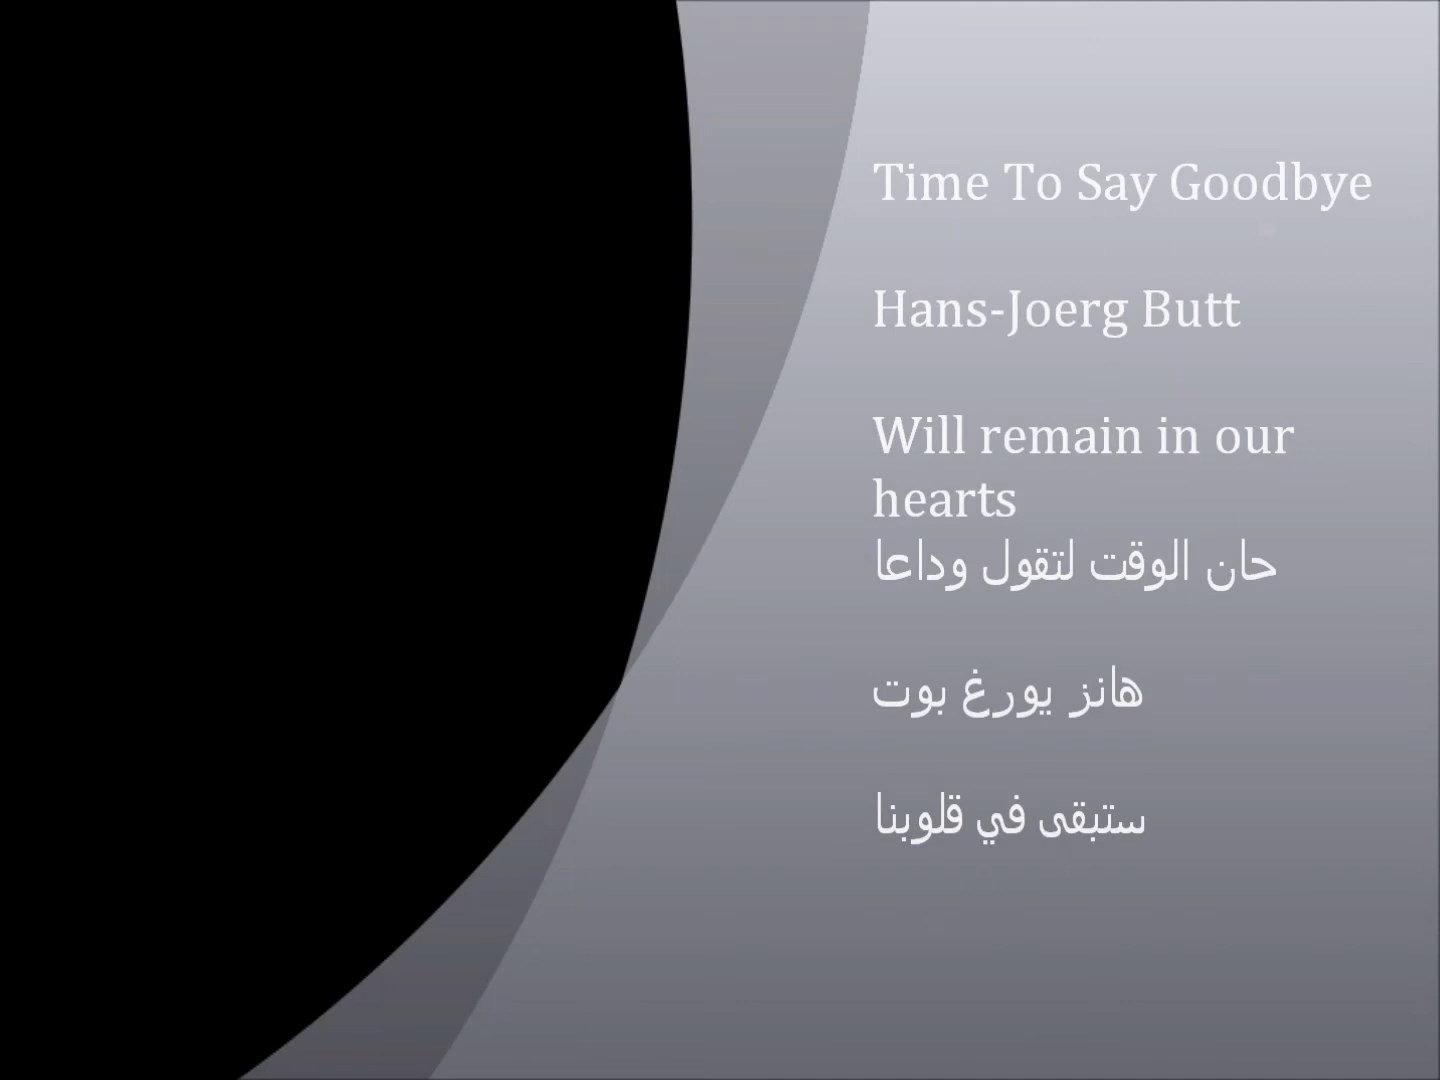 Time To Say Goodbye
Hans-Joerg Butt
Will remain in our
hearts
حان الوقت لتقول وداعا
هانز يورغ بوت
ستبقى في قلوبنا